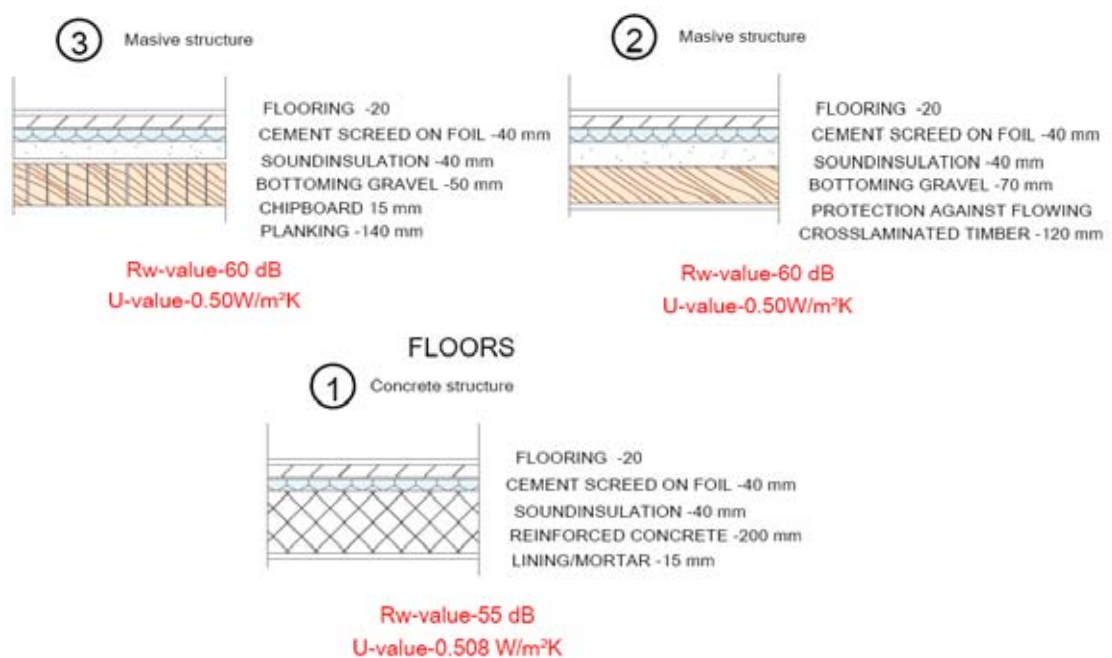 3 Masive structure
FLOORING -20
CEMENT SCREED ON FOIL -40 mm
SOUNDINSULATION -40 mm
BOTTOMING GRAVEL -50 mm
CHIPBOARD 15 mm
PLANKING -140 mm
Rw-value-60 dB
U-value-0.50W/m²K
2 Masive structure
FLOORING -20
CEMENT SCREED ON FOIL -40 mm
SOUNDINSULATION -40 mm
BOTTOMING GRAVEL -70 mm
PROTECTION AGAINST FLOWING
CROSSLAMINATED TIMBER -120 mm
Rw-value-60 dB
U-value-0.50W/m²K
FLOORS
1 Concrete structure
FLOORING -20
CEMENT SCREED ON FOIL -40 mm
SOUNDINSULATION -40 mm
REINFORCED CONCRETE -200 mm
LINING/MORTAR -15 mm
Rw-value-55 dB
U-value-0.508 W/m²K